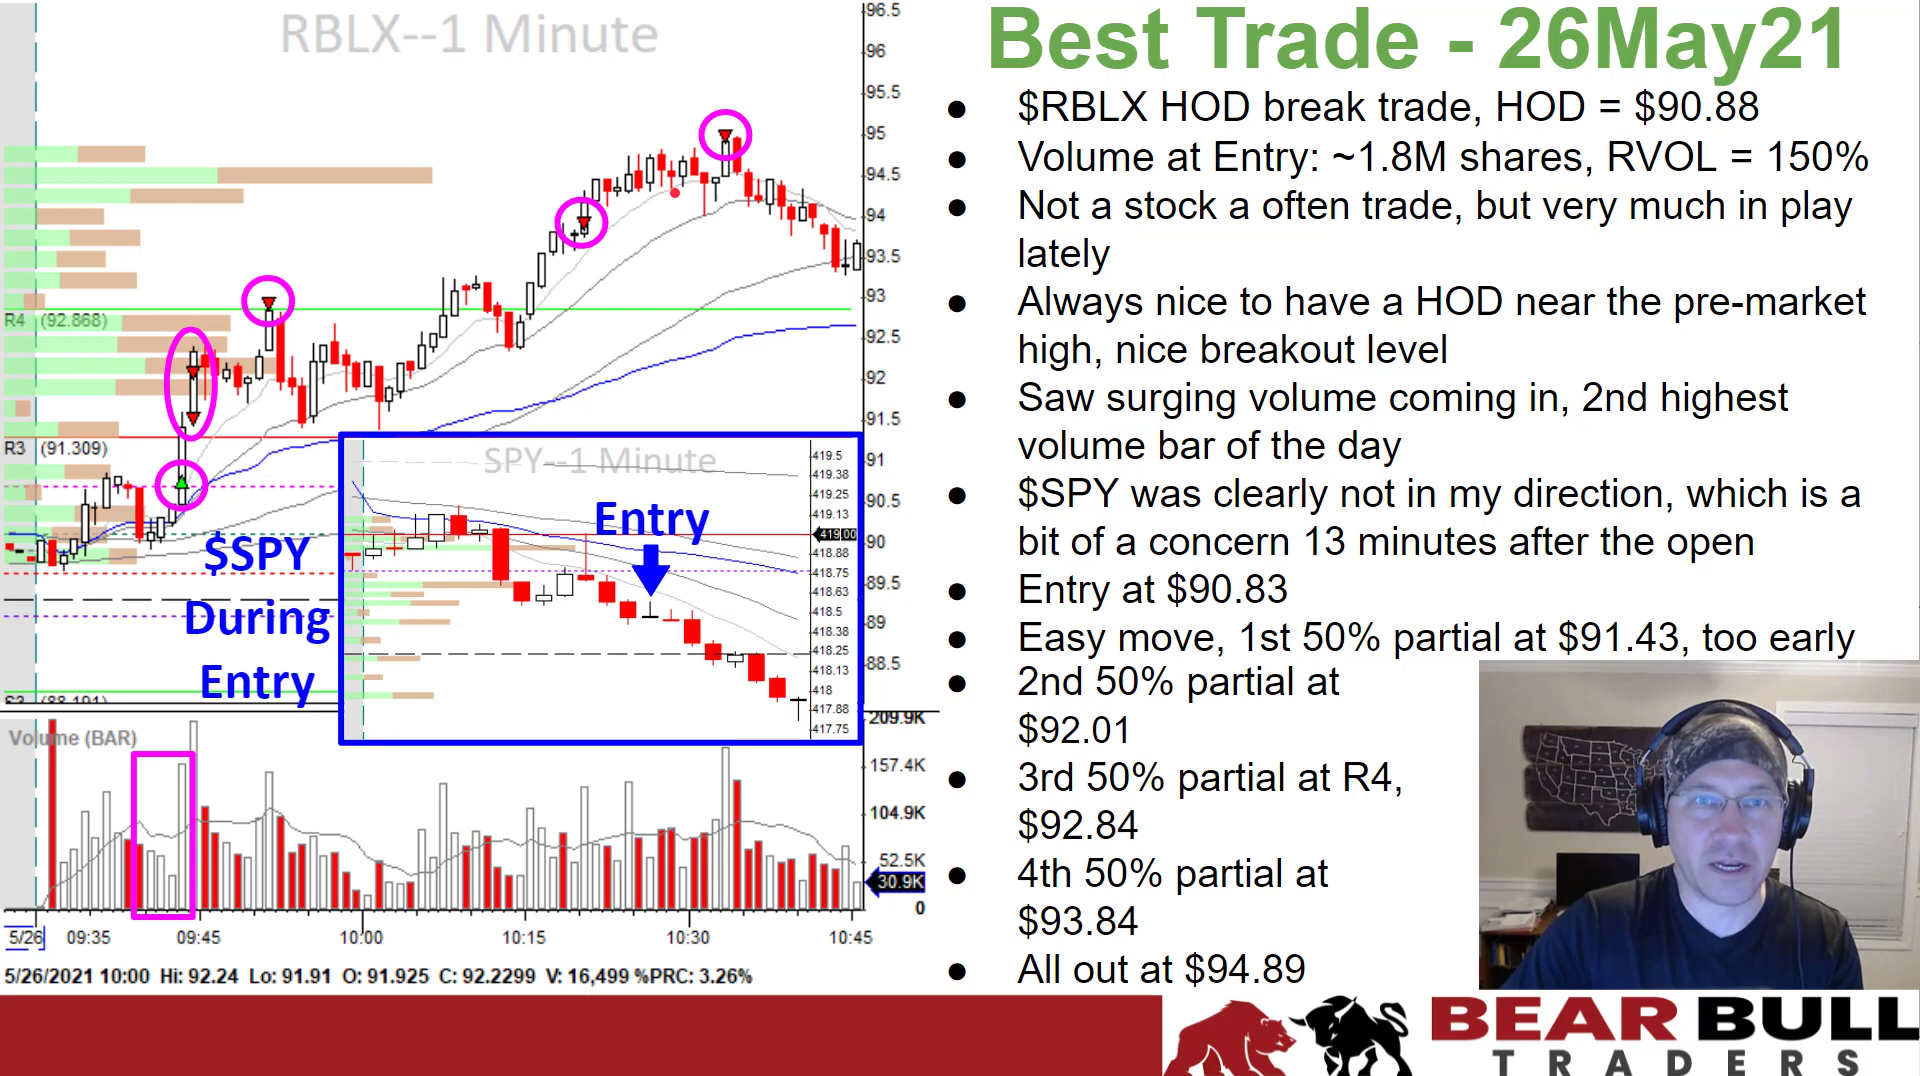 RBLX--1 Minute
Best Trade - 26May21
● $RBLX HOD break trade, HOD = $90.88
● Volume at Entry: ~1.8M shares, RVOL = 150%
● Not a stock a often trade, but very much in play
lately
● Always nice to have a HOD near the pre-market
high, nice breakout level
● Saw surging volume coming in, 2nd highest
volume bar of the day
● $SPY was clearly not in my direction, which is a
bit of a concern 13 minutes after the open
● Entry at $90.83
● Easy move, 1st 50% partial at $91.43, too early
● 2nd 50% partial at
$92.01
● 3rd 50% partial at R4,
$92.84
● 4th 50% partial at
$93.84
● All out at $94.89
96.5
96
95.5
95
94.5
94
93.5
93
92.5
92
91.5
91
90.5
90
89.5
89
88.5
R4 (92.868)
R3 (91.309)
$SPY
During
Entry
SPY--1 Minute
Entry
419.5
419.38
419.25
419.13
419.00
418.88
418.75
418.63
418.5
418.38
418.25
418.13
418
417.88
417.75
Volume (BAR)
209.9K
157.4K
104.9K
52.5K
30.9K
0
5/26 09:35 09:45 10:00 10:15 10:30 10:45
5/26/2021 10:00 Hi: 92.24 Lo: 91.91 O: 91.925 C: 92.2299 V: 16,499 %PRC: 3.26%
BEAR BULL
TRADERS